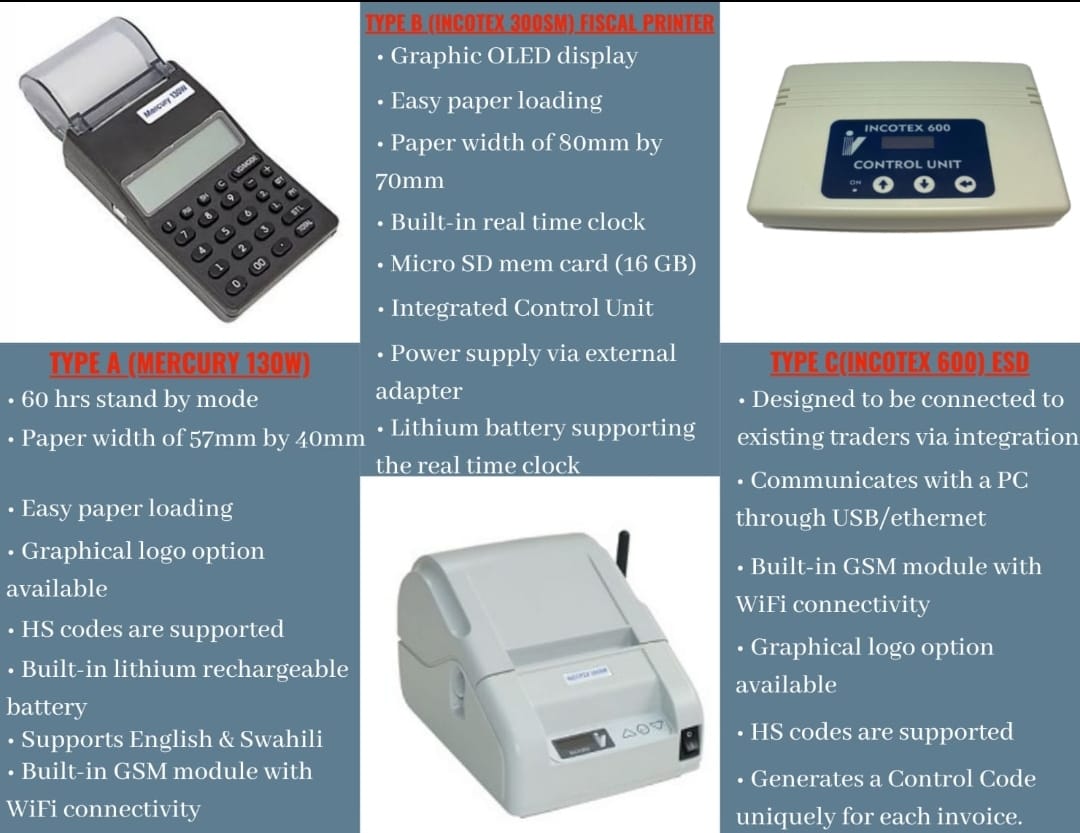 Mercury 130W
TYPE A (MERCURY 130W)
• 60 hrs stand by mode
• Paper width of 57mm by 40mm
• Easy paper loading
• Graphical logo option
available
• HS codes are supported
• Built-in lithium rechargeable
battery
• Supports English & Swahili
• Built-in GSM module with
WiFi connectivity
TYPE B (INCOTEX 300SM) FISCAL PRINTER
• Graphic OLED display
• Easy paper loading
• Paper width of 80mm by
70mm
• Built-in real time clock
• Micro SD mem card (16 GB)
• Integrated Control Unit
• Power supply via external
adapter
• Lithium battery supporting
the real time clock
INCOTEX 600
CONTROL UNIT
ON
TYPE C(INCOTEX 600) ESD
• Designed to be connected to
existing traders via integration
• Communicates with a PC
through USB/ethernet
• Built-in GSM module with
WiFi connectivity
• Graphical logo option
available
• HS codes are supported
• Generates a Control Code
uniquely for each invoice.